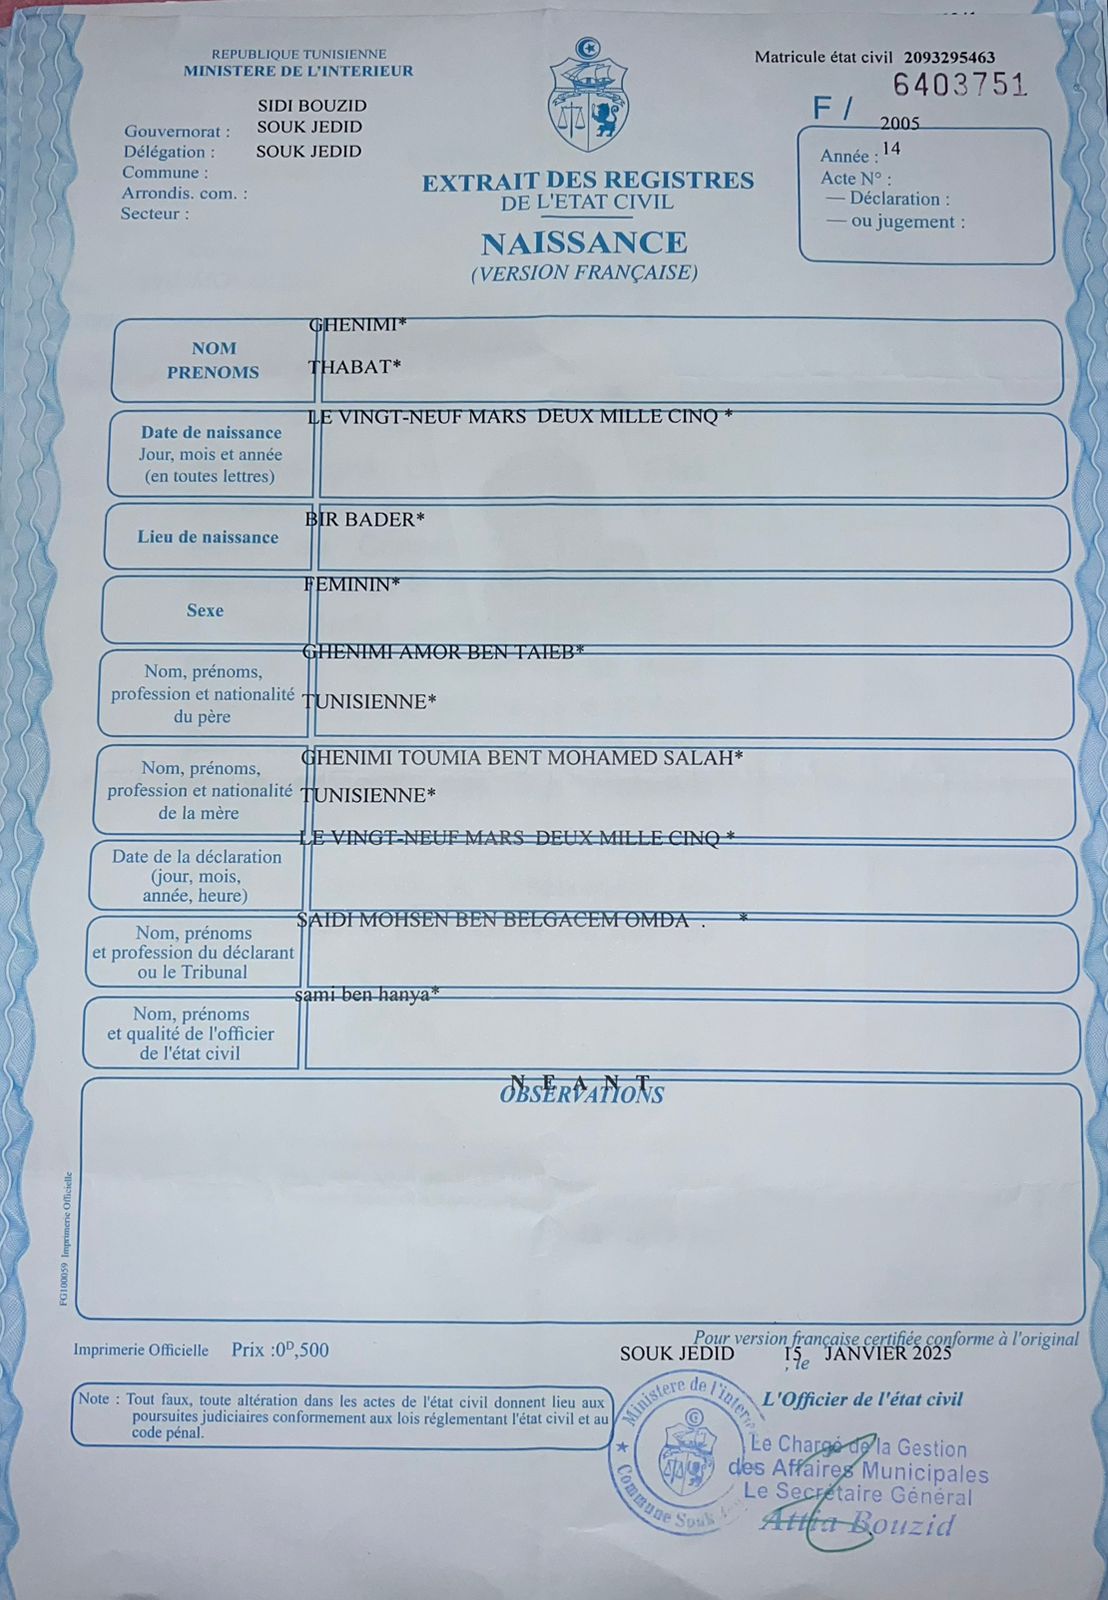 REPUBLIQUE TUNISIENNE
MINISTERE DE L'INTERIEUR
SIDI BOUZID
Gouvernorat : SOUK JEDID
Délégation : SOUK JEDID
Commune :
Arrondis. com. :
Secteur :
EXTRAIT DES REGISTRES
DE L'ETAT CIVIL
NAISSANCE
(VERSION FRANÇAISE)
Matricule état civil 2093295463
6403751
F /
2005
Année : 14
Acte N° :
— Déclaration :
— ou jugement :
NOM
PRENOMS
GHENIMI*
THABAT*
Date de naissance
Jour, mois et année
(en toutes lettres)
LE VINGT-NEUF MARS DEUX MILLE CINQ *
Lieu de naissance
BIR BADER*
Sexe
FEMININ*
Nom, prénoms,
profession et nationalité
du père
GHENIMI AMOR BEN TAIEB*
TUNISIENNE*
Nom, prénoms,
profession et nationalité
de la mère
GHENIMI TOUMIA BENT MOHAMED SALAH*
TUNISIENNE*
Date de la déclaration
(jour, mois,
année, heure)
LE VINGT-NEUF MARS DEUX MILLE CINQ *
Nom, prénoms
et profession du déclarant
ou le Tribunal
SAIDI MOHSEN BEN BELGACEM OMDA . *
Nom, prénoms
et qualité de l'officier
de l'état civil
sami ben hanya*
N E A N T
OBSERVATIONS
FG100059 Imprimerie Officielle
Imprimerie Officielle Prix :0D,500
Pour version française certifiée conforme à l'original
SOUK JEDID , le 15 JANVIER 2025
Note : Tout faux, toute altération dans les actes de l'état civil donnent lieu aux
poursuites judiciaires conformement aux lois réglementant l'état civil et au
code pénal.
L'Officier de l'état civil
Ministere de l'inter
Commune Souk
Le Chargé de la Gestion
des Affaires Municipales
Le Secrétaire Général
Attia Bouzid